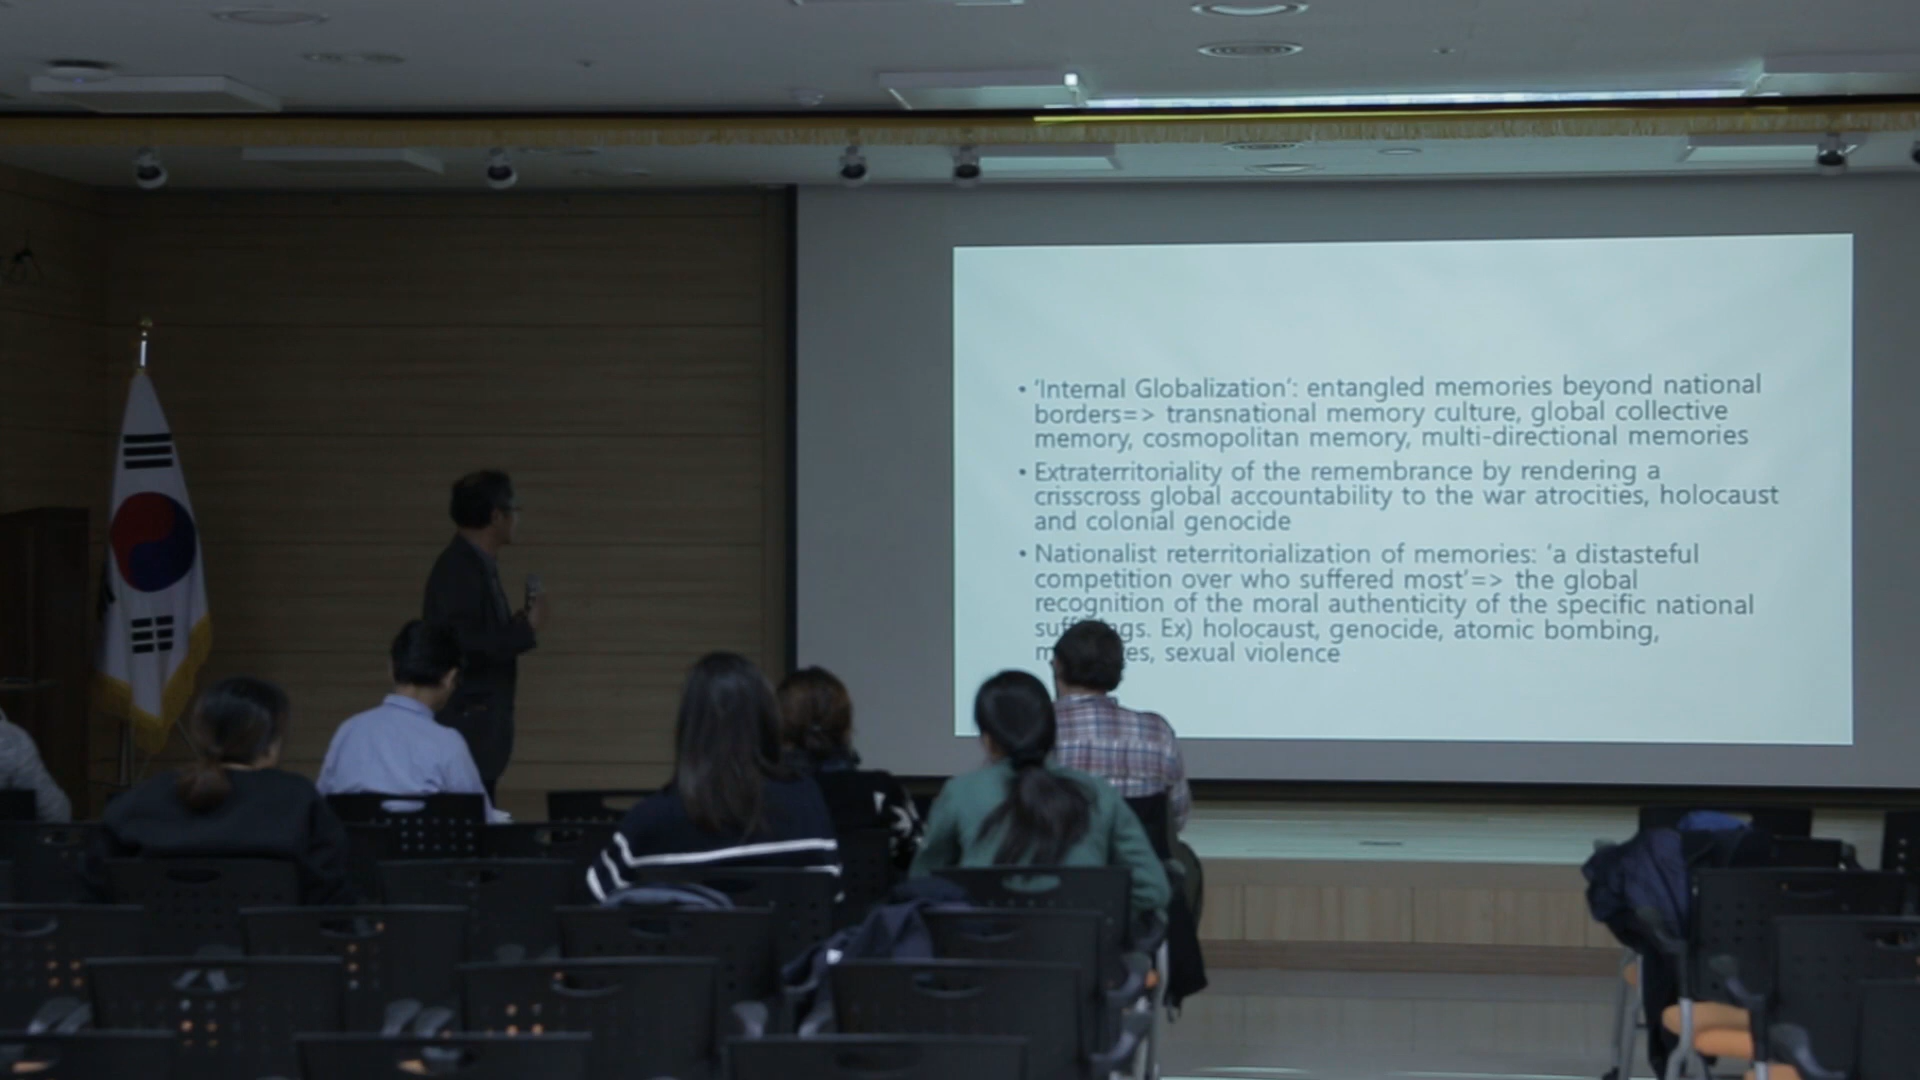 • 'Internal Globalization': entangled memories beyond national
borders=> transnational memory culture, global collective
memory, cosmopolitan memory, multi-directional memories
• Extraterritoriality of the remembrance by rendering a
crisscross global accountability to the war atrocities, holocaust
and colonial genocide
• Nationalist reterritorialization of memories: 'a distasteful
competition over who suffered most'=> the global
recognition of the moral authenticity of the specific national
Ex) holocaust, genocide, atomic bombing,
sexual violence